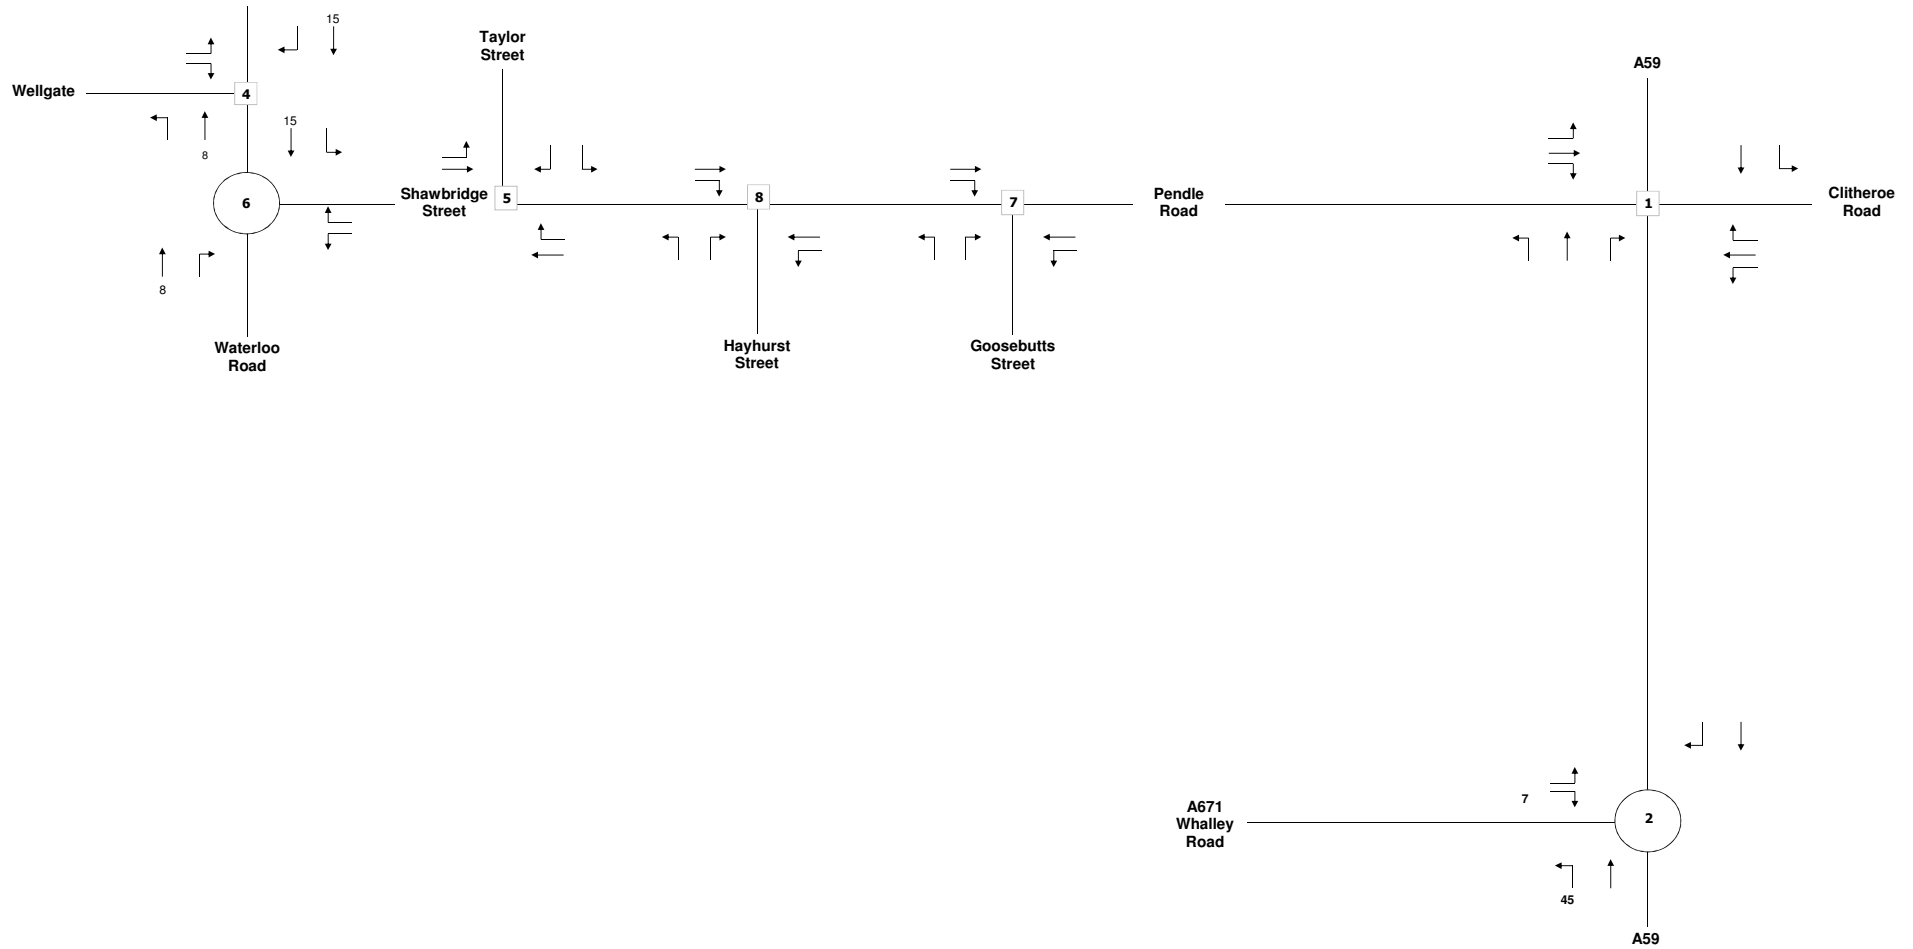 15
Taylor
Street
A59
Wellgate
4
15
8
Shawbridge
Street
5
8
7
Pendle
Road
1
Clitheroe
Road
6
8
Waterloo
Road
Hayhurst
Street
Goosebutts
Street
A671
Whalley
Road
7
2
45
A59